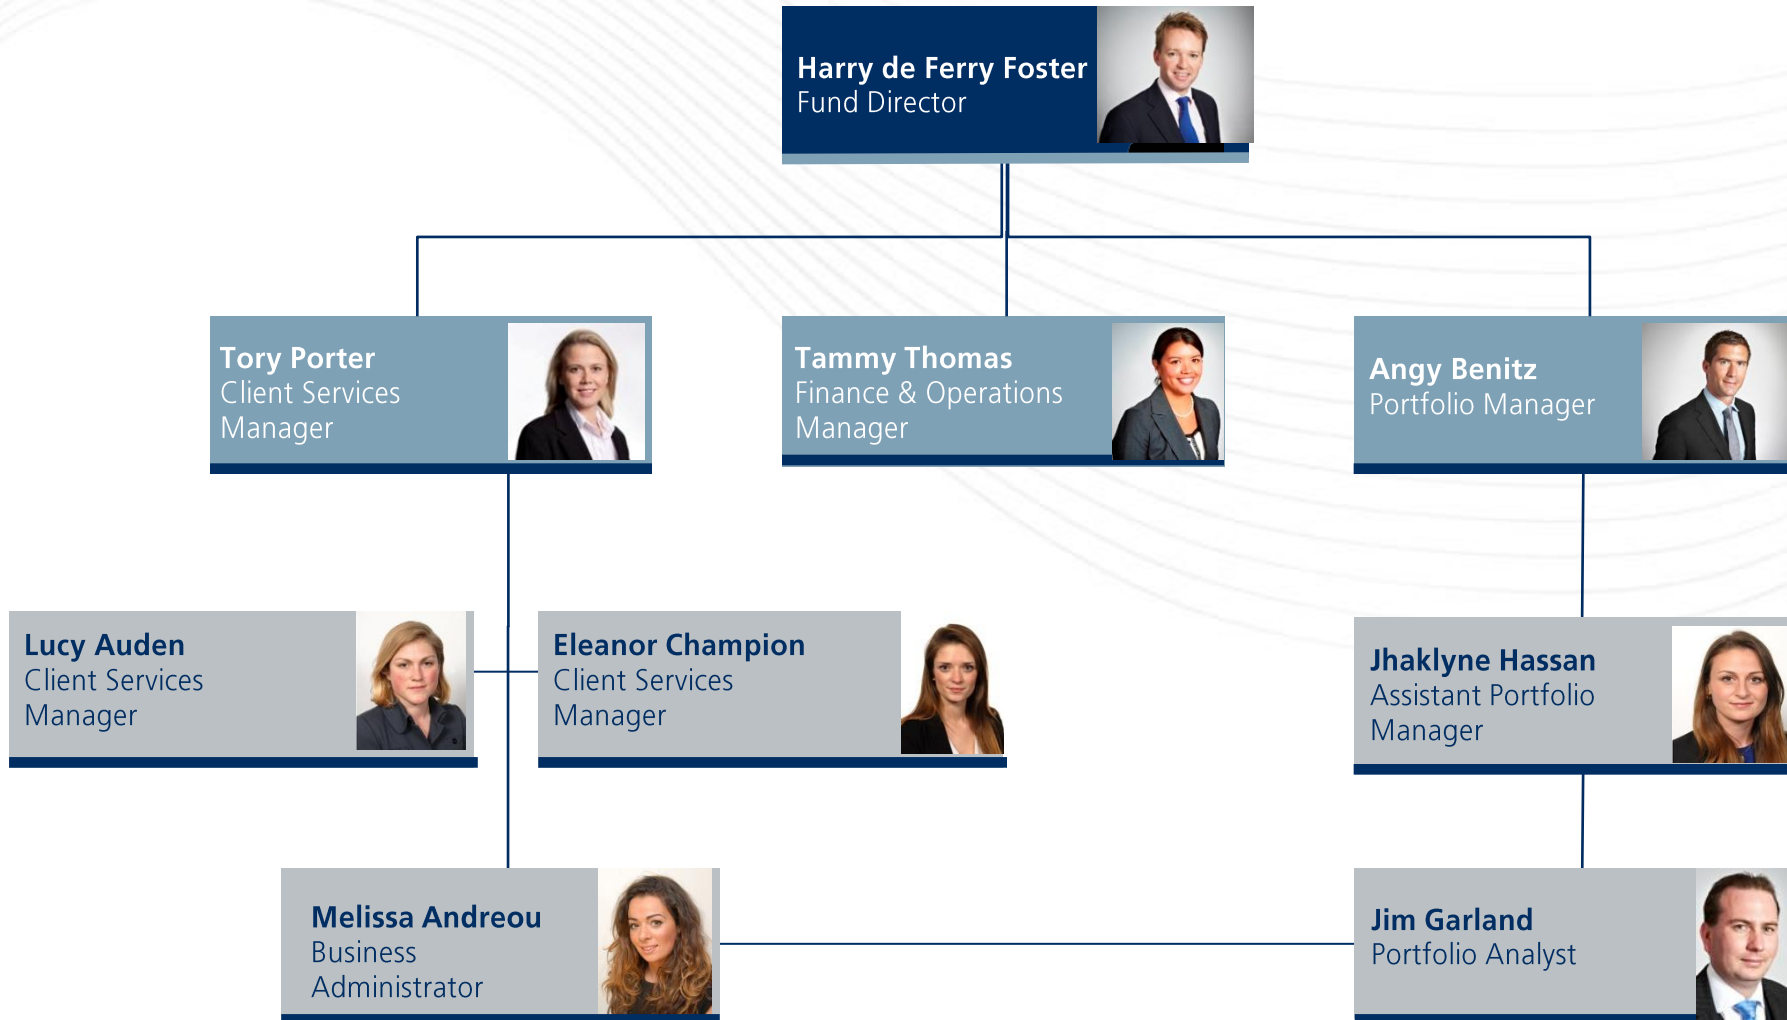 Harry de Ferry Foster
Fund Director
Tory Porter
Client Services
Manager
Tammy Thomas
Finance & Operations
Manager
Angy Benitz
Portfolio Manager
Lucy Auden
Client Services
Manager
Eleanor Champion
Client Services
Manager
Jhaklyne Hassan
Assistant Portfolio
Manager
Melissa Andreou
Business
Administrator
Jim Garland
Portfolio Analyst